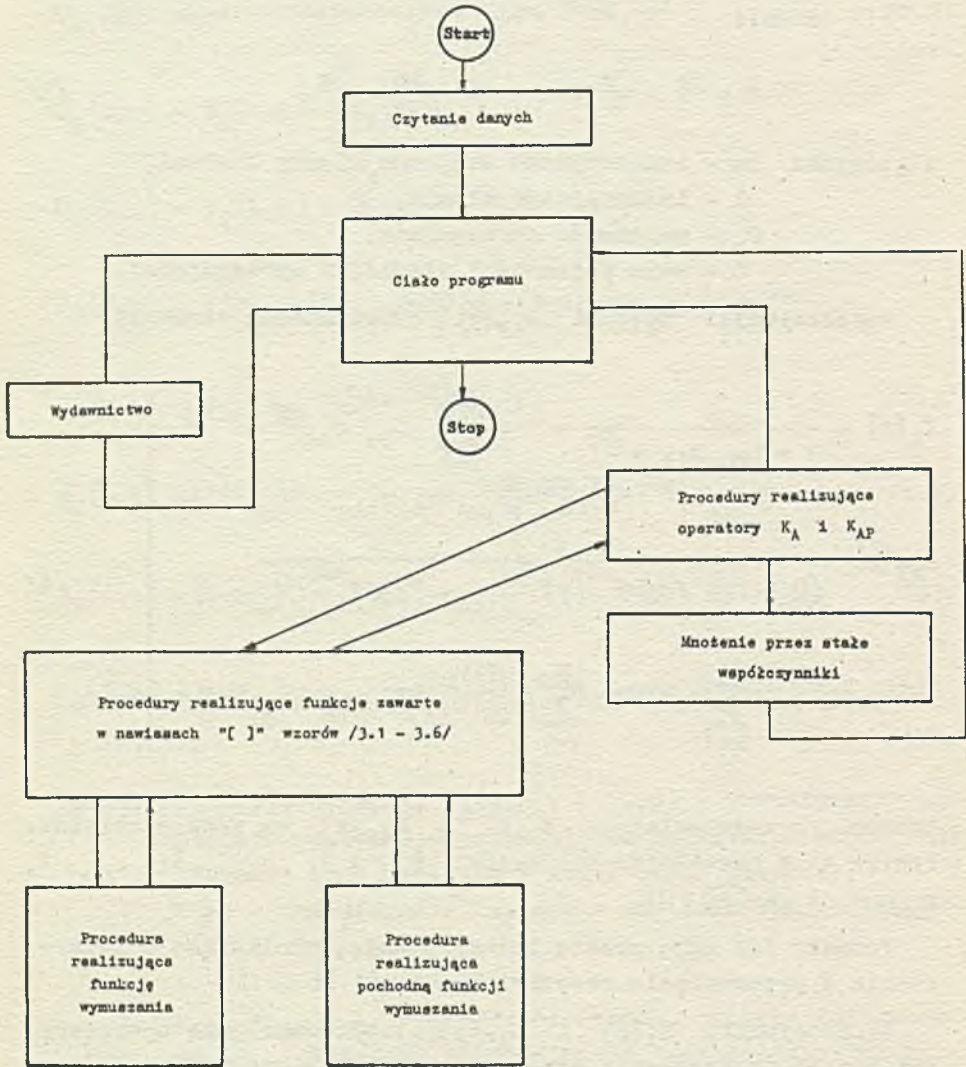 Start
Czytanie danych
Ciało programu
Wydawnictwo
Stop
Procedury realizujące
operatory K_A i K_AP
Mnożenie przez stałe
współczynniki
Procedury realizujące funkcje zawarte
w nawiasach "[ ]" wzorów /3.1 - 3.6/
Procedura
realizująca
funkcję
wymuszania
Procedura
realizująca
pochodną funkcji
wymuszania